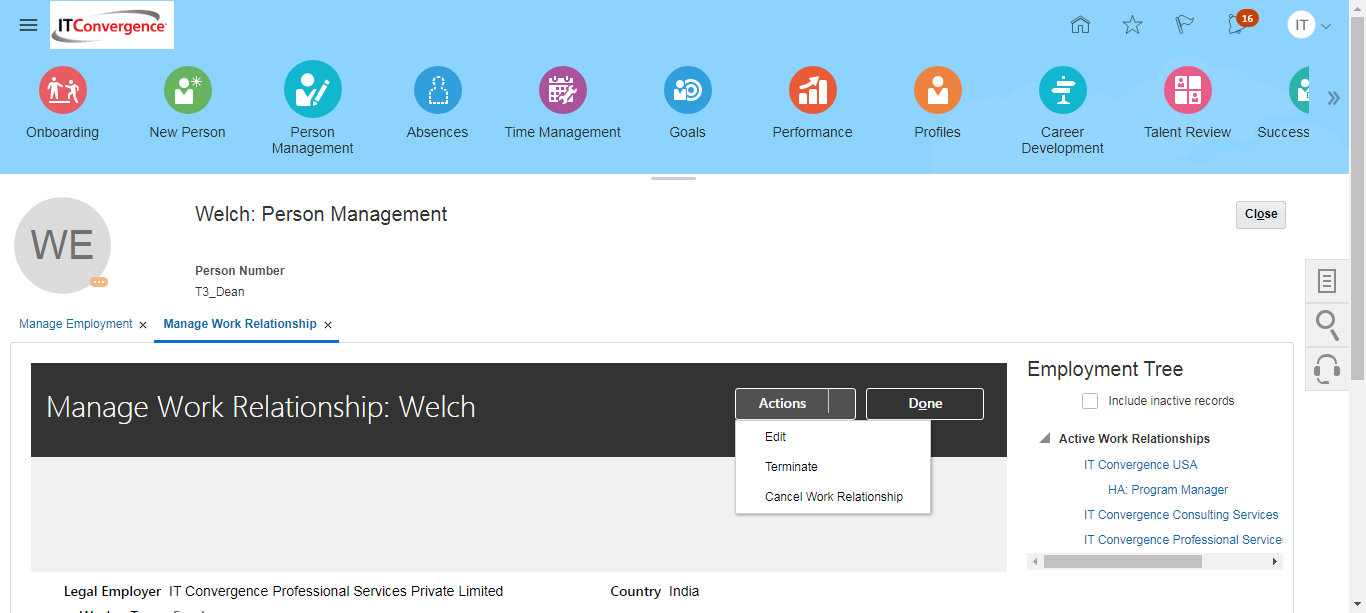 ITConvergence
16
IT
Onboarding
New Person
Person Management
Absences
Time Management
Goals
Performance
Profiles
Career Development
Talent Review
Success
WE
Welch: Person Management
Close
Person Number
T3_Dean
Manage Employment
Manage Work Relationship
Manage Work Relationship: Welch
Actions
Done
Edit
Terminate
Cancel Work Relationship
Employment Tree
Include inactive records
Active Work Relationships
IT Convergence USA
HA: Program Manager
IT Convergence Consulting Services
IT Convergence Professional Service
Legal Employer IT Convergence Professional Services Private Limited
Country India